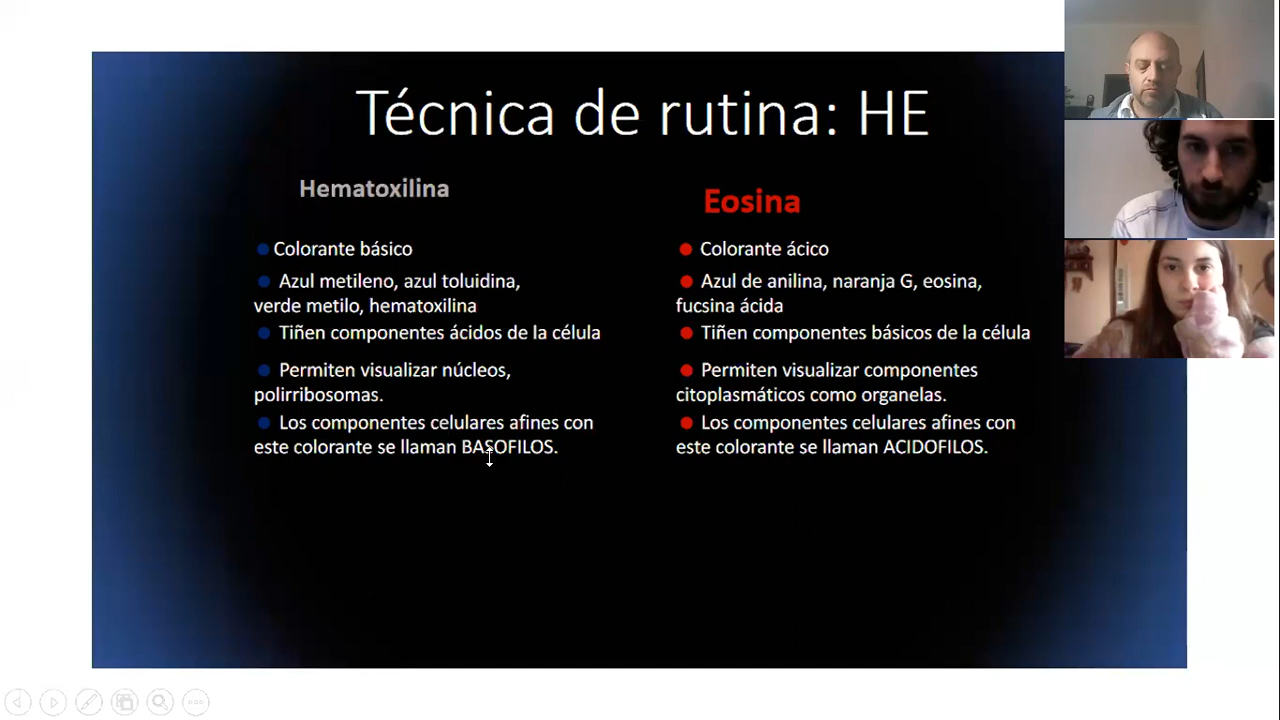 Técnica de rutina: HE
Hematoxilina
Colorante básico
Azul metileno, azul toluidina,
verde metilo, hematoxilina
Tiñen componentes ácidos de la célula
Permiten visualizar núcleos,
polirribosomas.
Los componentes celulares afines con
este colorante se llaman BASOFILOS.
Eosina
Colorante ácico
Azul de anilina, naranja G, eosina,
fucsina ácida
Tiñen componentes básicos de la célula
Permiten visualizar componentes
citoplasmáticos como organelas.
Los componentes celulares afines con
este colorante se llaman ACIDOFILOS.